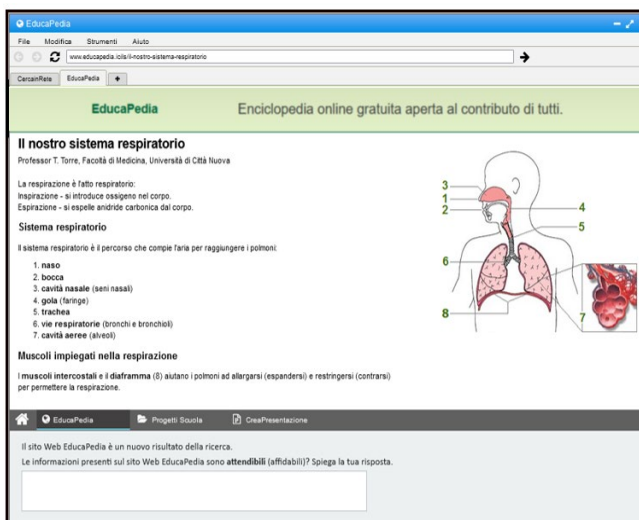 EducaPedia
File Modifica Strumenti Aiuto
www.educapedia.io/is/il-nostro-sistema-respiratorio
CercainRete EducaPedia +
EducaPedia Enciclopedia online gratuita aperta al contributo di tutti.
Il nostro sistema respiratorio
Professor T. Torre, Facoltà di Medicina, Università di Città Nuova
La respirazione è l'atto respiratorio:
Inspirazione - si introduce ossigeno nel corpo.
Espirazione - si espelle anidride carbonica dal corpo.
Sistema respiratorio
Il sistema respiratorio è il percorso che compie l'aria per raggiungere i polmoni:
1. naso
2. bocca
3. cavità nasale (seni nasali)
4. gola (faringe)
5. trachea
6. vie respiratorie (bronchi e bronchioli)
7. cavità aeree (alveoli)
Muscoli impiegati nella respirazione
I muscoli intercostali e il diaframma (8) aiutano i polmoni ad allargarsi (espandersi) e restringersi (contrarsi)
per permettere la respirazione.
3
1
2
4
5
6
7
8
EducaPedia Progetti Scuola CreaPresentazione
Il sito Web EducaPedia è un nuovo risultato della ricerca.
Le informazioni presenti sul sito Web EducaPedia sono attendibili (affidabili)? Spiega la tua risposta.